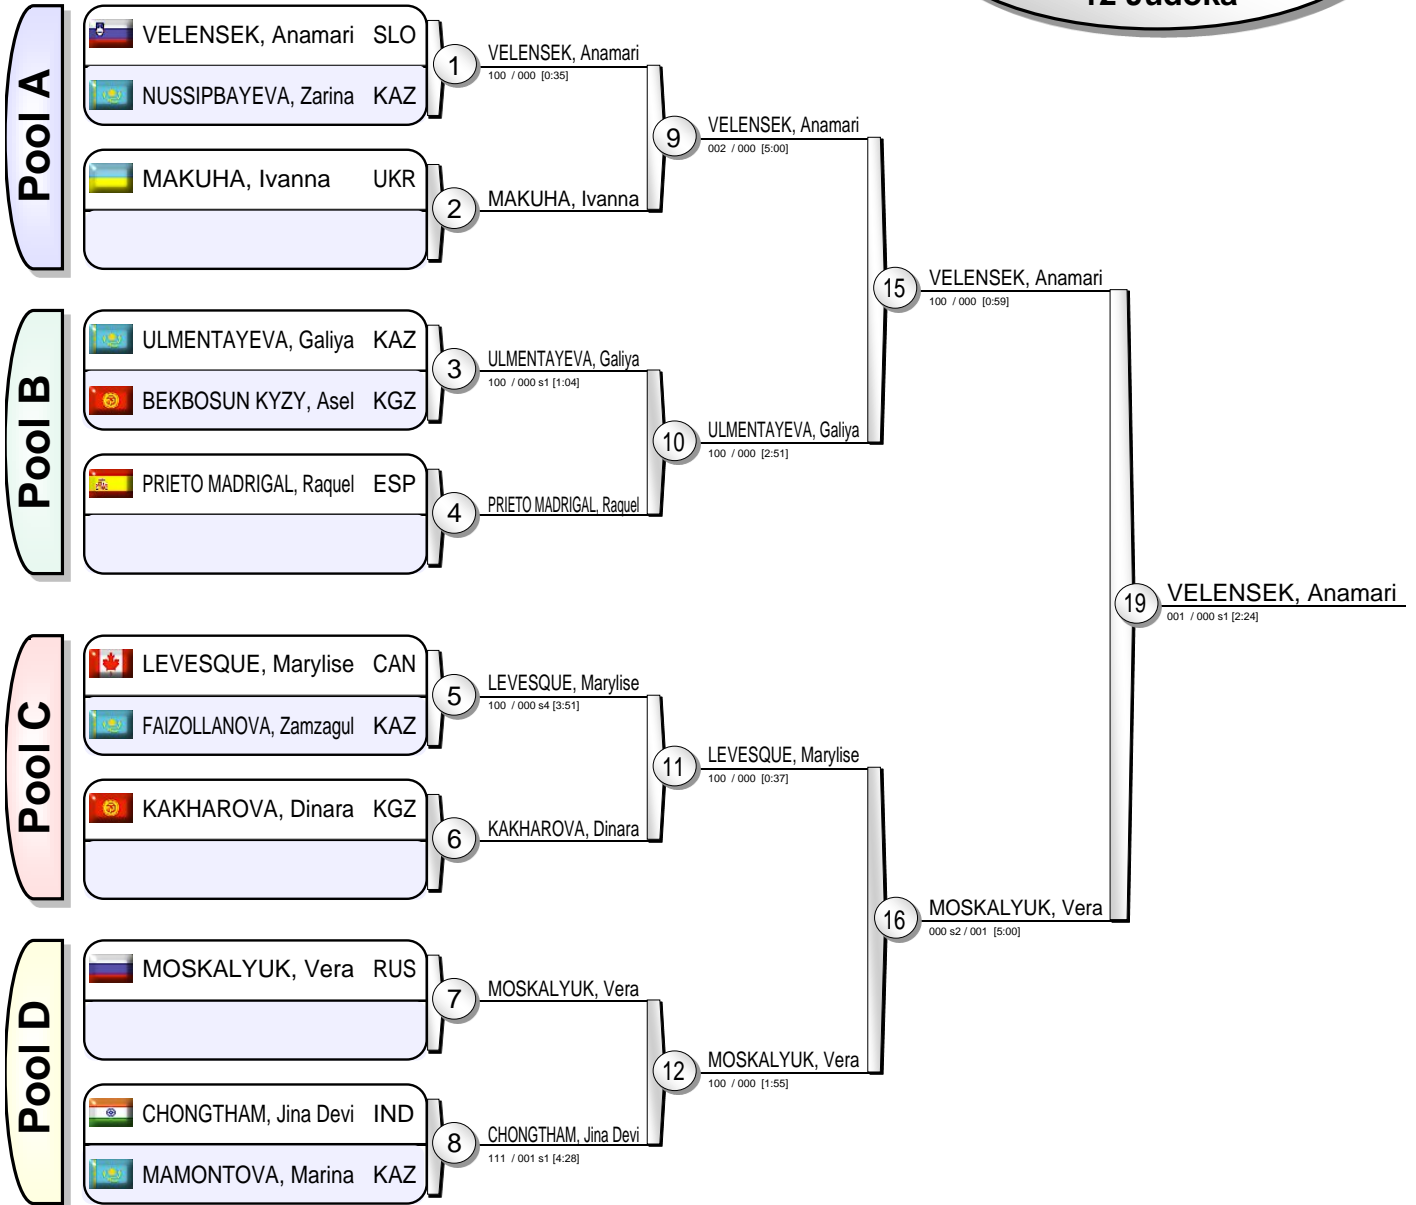 12 Judoka
Pool A
VELENSEK, Anamari SLO
NUSSIPBAYEVA, Zarina KAZ
MAKUHA, Ivanna UKR
1
VELENSEK, Anamari
100 / 000 [0:35]
2
MAKUHA, Ivanna
9
VELENSEK, Anamari
002 / 000 [5:00]
Pool B
ULMENTAYEVA, Galiya KAZ
BEKBOSUN KYZY, Asel KGZ
PRIETO MADRIGAL, Raquel ESP
3
ULMENTAYEVA, Galiya
100 / 000 s1 [1:04]
4
PRIETO MADRIGAL, Raquel
10
ULMENTAYEVA, Galiya
100 / 000 [2:51]
15
VELENSEK, Anamari
100 / 000 [0:59]
Pool C
LEVESQUE, Marylise CAN
FAIZOLLANOVA, Zamzagul KAZ
KAKHAROVA, Dinara KGZ
5
LEVESQUE, Marylise
100 / 000 s4 [3:51]
6
KAKHAROVA, Dinara
11
LEVESQUE, Marylise
100 / 000 [0:37]
Pool D
MOSKALYUK, Vera RUS
CHONGTHAM, Jina Devi IND
MAMONTOVA, Marina KAZ
7
MOSKALYUK, Vera
8
CHONGTHAM, Jina Devi
111 / 001 s1 [4:28]
12
MOSKALYUK, Vera
100 / 000 [1:55]
16
MOSKALYUK, Vera
000 s2 / 001 [5:00]
19
VELENSEK, Anamari
001 / 000 s1 [2:24]